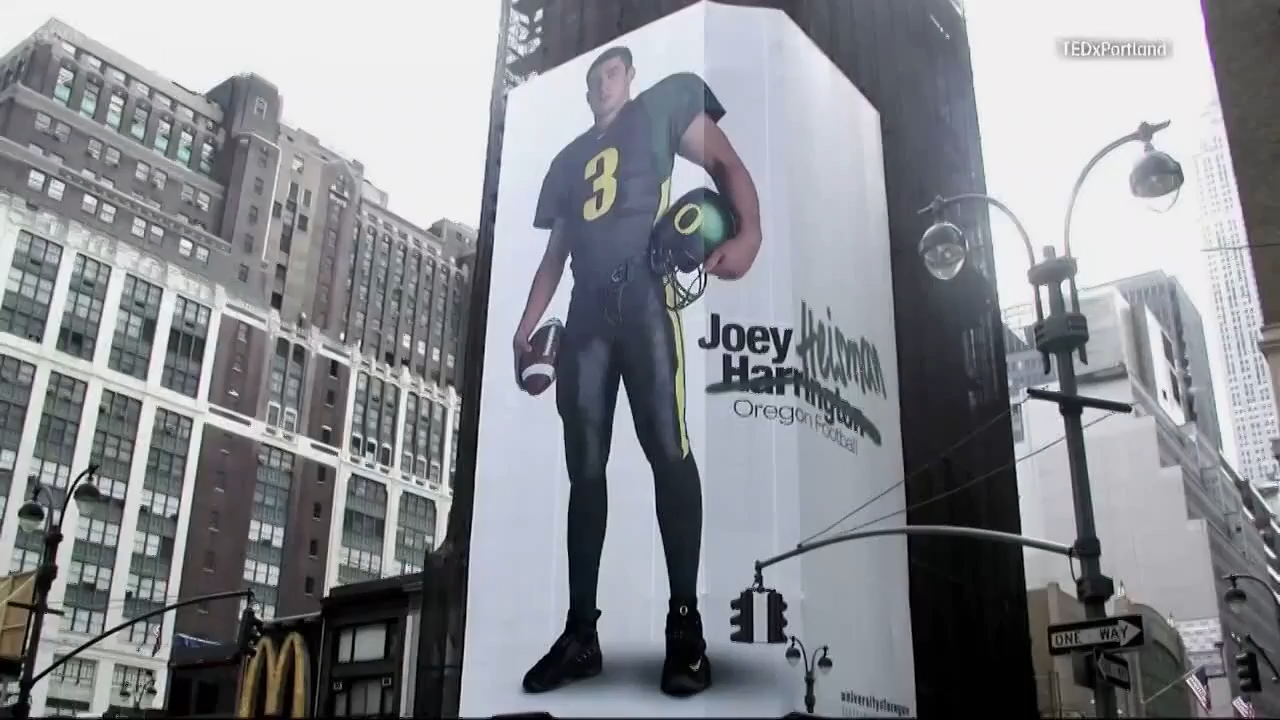 TEDxPortland
3
O
Joey Heisman
Harrington
Oregon Football
ONE WAY
universityoforegon